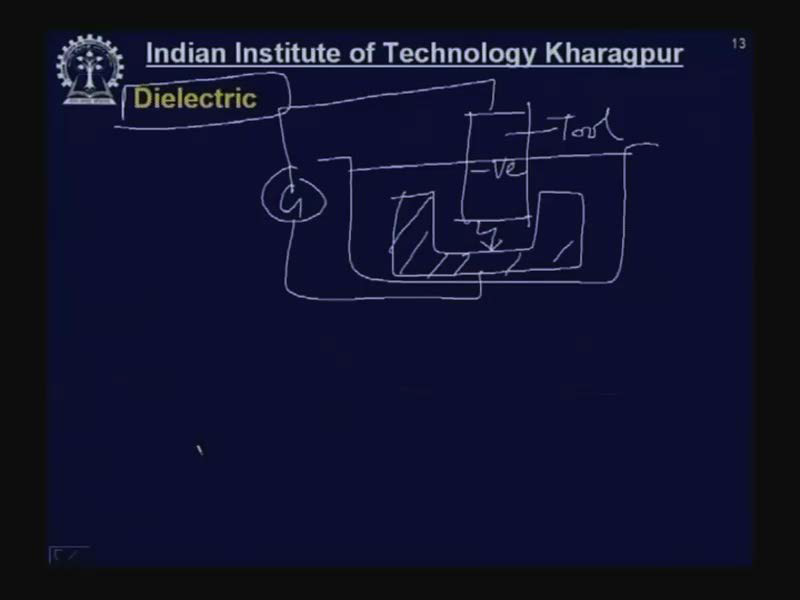 13
Indian Institute of Technology Kharagpur
Dielectric
Tool
-Ve
G